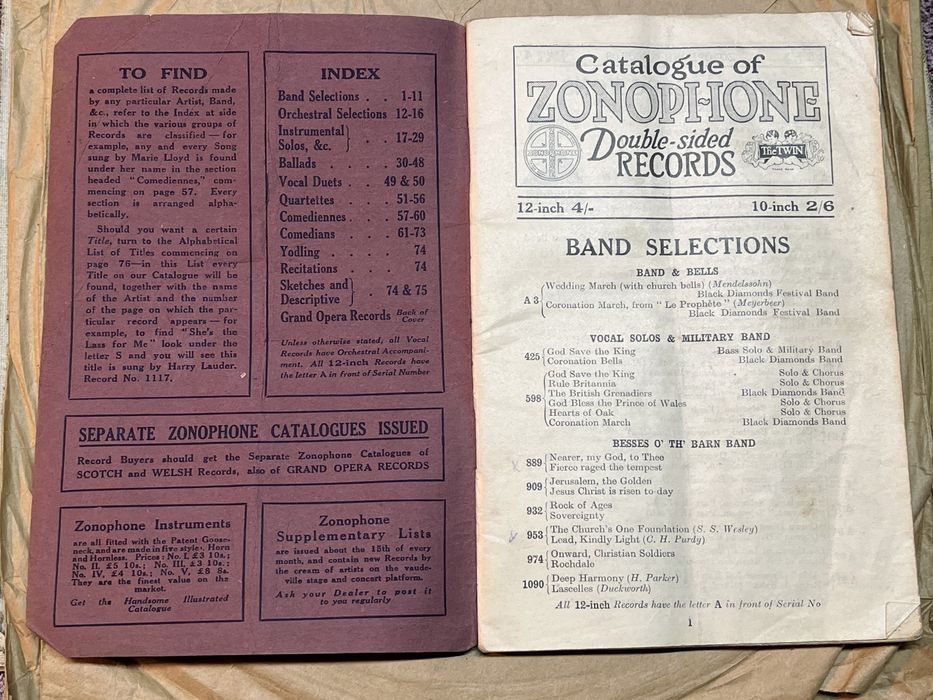 TO FIND
a complete list of Records made
by any particular Artist, Band,
&c., refer to the Index at side
in which the various groups of
Records are classified — for
example, any and every Song
sung by Marie Lloyd is found
under her name in the section
headed "Comediennes," com-
mencing on page 57. Every
section is arranged alpha-
betically.
Should you want a certain
Title, turn to the Alphabetical
List of Titles commencing on
page 76—in this List every
Title on our Catalogue will be
found, together with the name
of the Artist and the number
of the page on which the par-
ticular record appears — for
example, to find "She's the
Lass for Me" look under the
letter S and you will see this
title is sung by Harry Lauder.
Record No. 1117.
INDEX
Band Selections . . 1-11
Orchestral Selections 12-16
Instrumental
Solos, &c. . . 17-29
Ballads . . . . 30-48
Vocal Duets . . 49 & 50
Quartettes . . . 51-56
Comediennes . . 57-60
Comedians . . . 61-73
Yodling . . . . 74
Recitations . . . 74
Sketches and
Descriptive . 74 & 75
Grand Opera Records Back of
Cover
Unless otherwise stated, all Vocal
Records have Orchestral Accompani-
ment. All 12-inch Records have
the letter A in front of Serial Number
SEPARATE ZONOPHONE CATALOGUES ISSUED
Record Buyers should get the Separate Zonophone Catalogues of
SCOTCH and WELSH Records, also of GRAND OPERA RECORDS
Zonophone Instruments
are all fitted with the Patent Goose-
neck, and are made in five styles, Horn
and Hornless. Prices: No. I, £3 10s.;
No. II, £5 10s.; No. III, £3 10s.;
No. IV, £4 10s.; No. V, £8 8s.
They are the finest value on the
market.
Get the Handsome Illustrated
Catalogue
Zonophone
Supplementary Lists
are issued about the 15th of every
month, and contain new Records by
the cream of artists on the vaude-
ville stage and concert platform.
Ask your Dealer to post it
to you regularly
Catalogue of
ZONOPHONE
Double-sided
RECORDS
ZONOPHONE
The TWIN
TRADE MARK
12-inch 4/- 10-inch 2/6
BAND SELECTIONS
BAND & BELLS
A 3 Wedding March (with church bells) (Mendelssohn)
Black Diamonds Festival Band
Coronation March, from "Le Prophète" (Meyerbeer)
Black Diamonds Festival Band
VOCAL SOLOS & MILITARY BAND
425 God Save the King Bass Solo & Military Band
Coronation Bells Black Diamonds Band
598 God Save the King Solo & Chorus
Rule Britannia Solo & Chorus
The British Grenadiers Black Diamonds Band
God Bless the Prince of Wales Solo & Chorus
Hearts of Oak Solo & Chorus
Coronation March Black Diamonds Band
BESSES O' TH' BARN BAND
889 Nearer, my God, to Thee
Fierce raged the tempest
909 Jerusalem, the Golden
Jesus Christ is risen to-day
932 Rock of Ages
Sovereignty
953 The Church's One Foundation (S. S. Wesley)
Lead, Kindly Light (C. H. Purdy)
974 Onward, Christian Soldiers
Rochdale
1090 Deep Harmony (H. Parker)
Lascelles (Duckworth)
All 12-inch Records have the letter A in front of Serial No
1